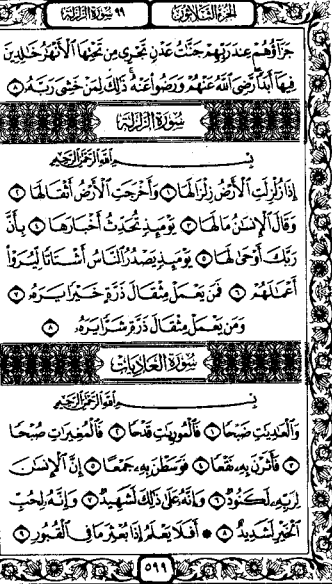 الجزء الثلاثون ٩٩ سورة الزلزلة
جَزَآؤُهُمْ عِندَ رَبِّهِمْ جَنَّٰتُ عَدْنٍ تَجْرِى مِن تَحْتِهَا ٱلْأَنْهَٰرُ خَٰلِدِينَ
فِيهَآ أَبَدًا رَّضِىَ ٱللَّهُ عَنْهُمْ وَرَضُوا۟ عَنْهُ ذَٰلِكَ لِمَنْ خَشِىَ رَبَّهُۥ ٨
سورة الزلزلة
بِسْمِ ٱللَّهِ ٱلرَّحْمَٰنِ ٱلرَّحِيمِ
إِذَا زُلْزِلَتِ ٱلْأَرْضُ زِلْزَالَهَا ١ وَأَخْرَجَتِ ٱلْأَرْضُ أَثْقَالَهَا ٢
وَقَالَ ٱلْإِنسَٰنُ مَا لَهَا ٣ يَوْمَئِذٍ تُحَدِّثُ أَخْبَارَهَا ٤ بِأَنَّ
رَبَّكَ أَوْحَىٰ لَهَا ٥ يَوْمَئِذٍ يَصْدُرُ ٱلنَّاسُ أَشْتَاتًا لِّيُرَوْا۟
أَعْمَٰلَهُمْ ٦ فَمَن يَعْمَلْ مِثْقَالَ ذَرَّةٍ خَيْرًا يَرَهُۥ ٧
وَمَن يَعْمَلْ مِثْقَالَ ذَرَّةٍ شَرًّا يَرَهُۥ ٨
سورة العاديات
بِسْمِ ٱللَّهِ ٱلرَّحْمَٰنِ ٱلرَّحِيمِ
وَٱلْعَٰدِيَٰتِ ضَبْحًا ١ فَٱلْمُورِيَٰتِ قَدْحًا ٢ فَٱلْمُغِيرَٰتِ صُبْحًا
٣ فَأَثَرْنَ بِهِۦ نَقْعًا ٤ فَوَسَطْنَ بِهِۦ جَمْعًا ٥ إِنَّ ٱلْإِنسَٰنَ
لِرَبِّهِۦ لَكَنُودٌ ٦ وَإِنَّهُۥ عَلَىٰ ذَٰلِكَ لَشَهِيدٌ ٧ وَإِنَّهُۥ لِحُبِّ
ٱلْخَيْرِ لَشَدِيدٌ ٨ ۞ أَفَلَا يَعْلَمُ إِذَا بُعْثِرَ مَا فِى ٱلْقُبُورِ ٩
٥٩٩